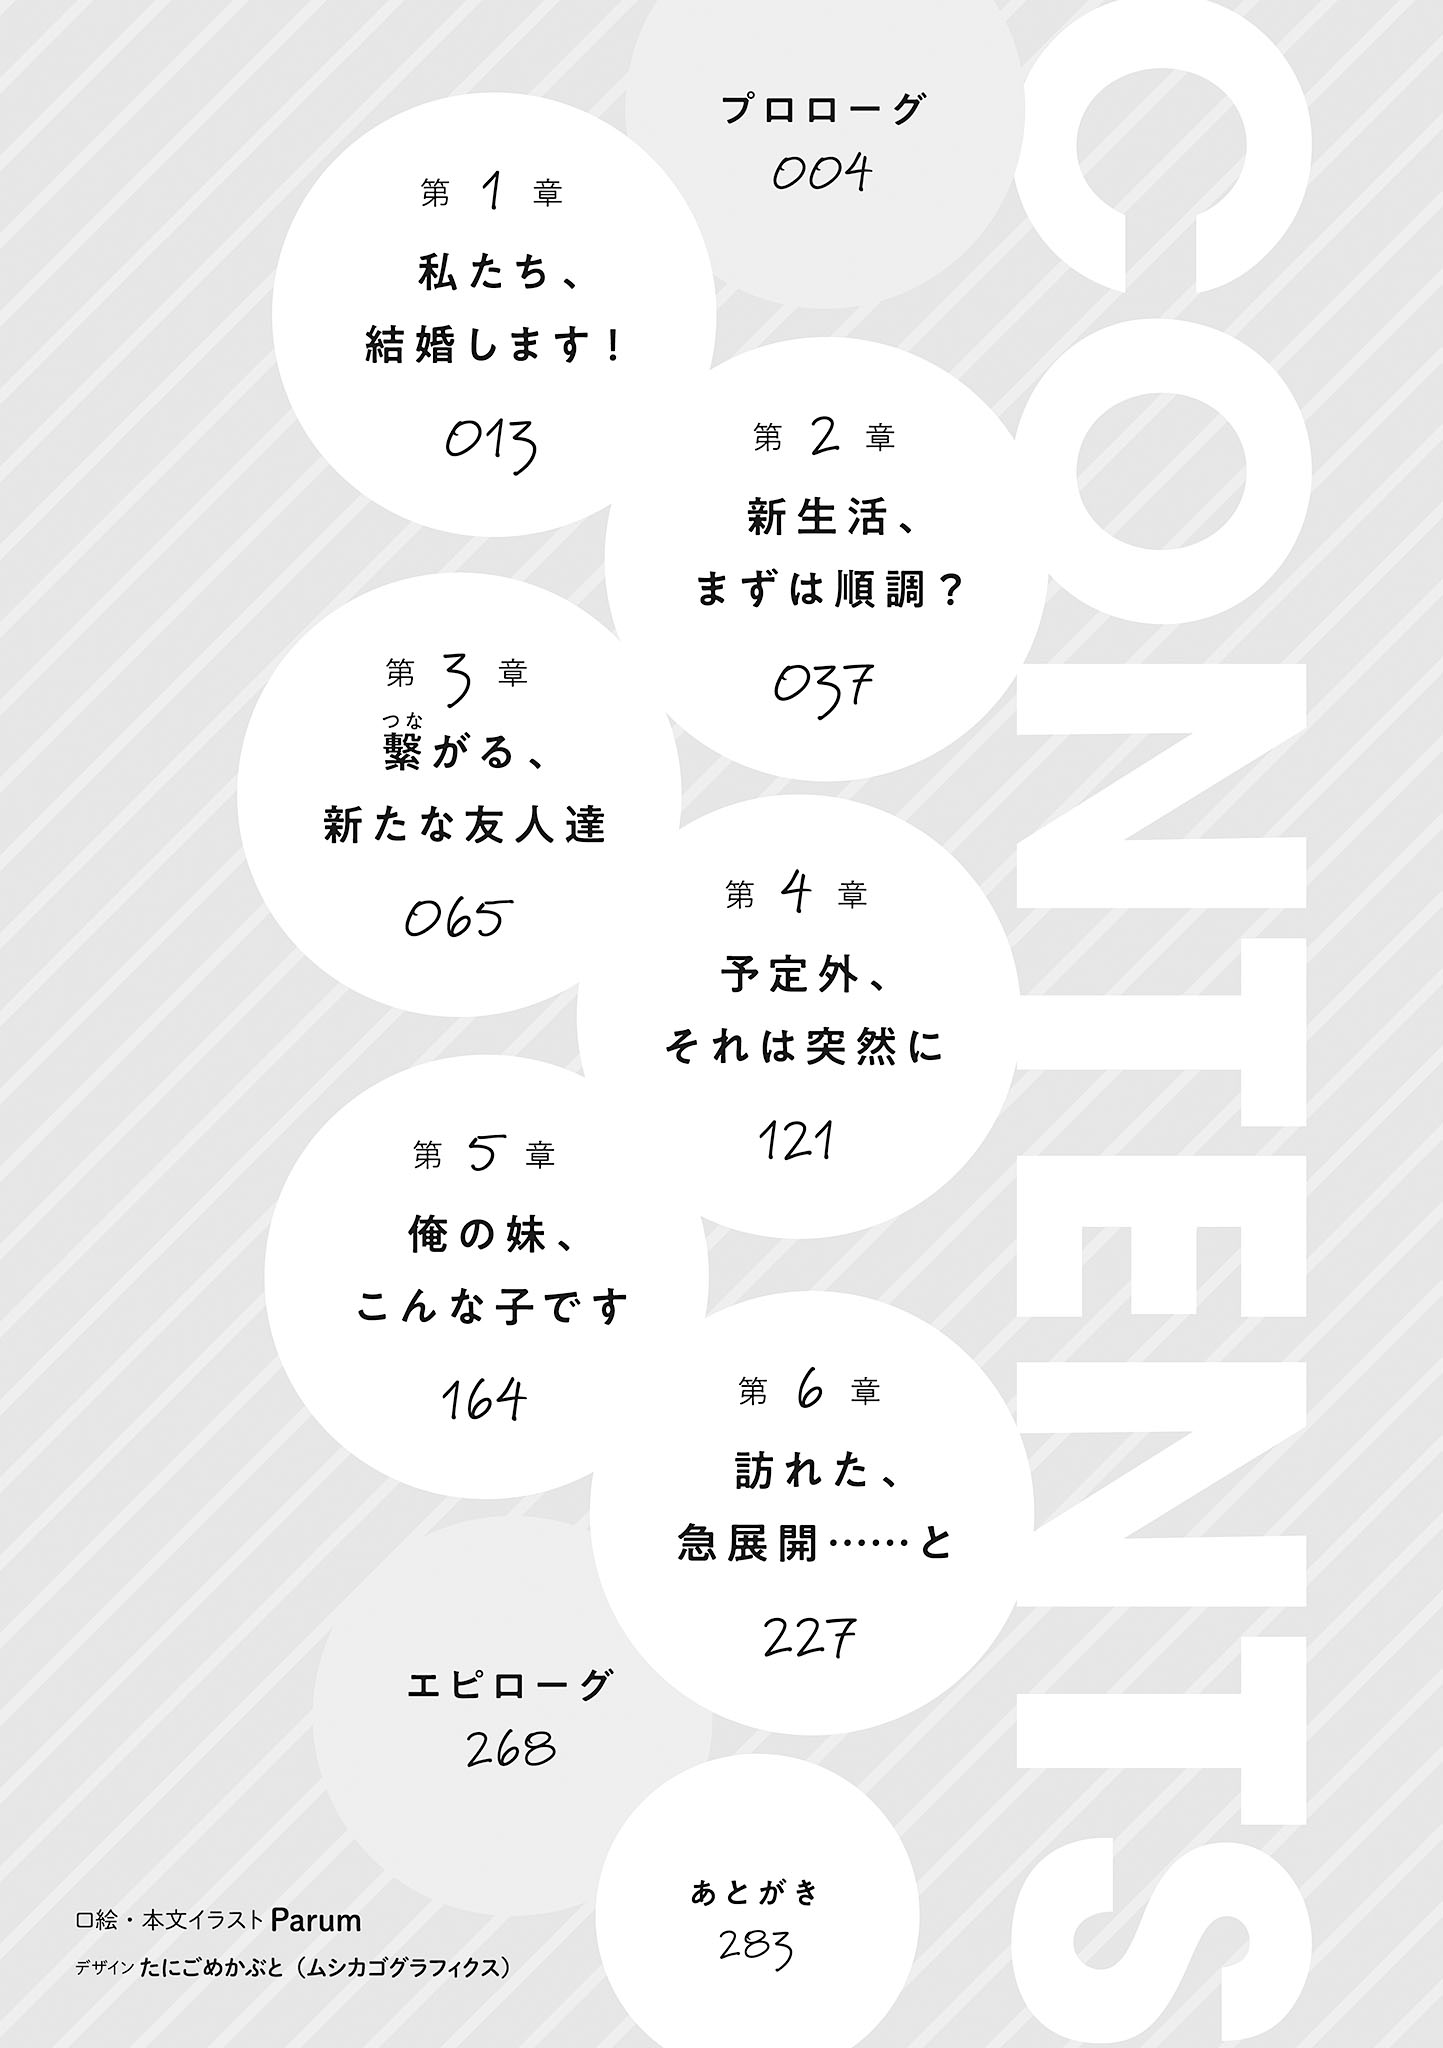 CONTENTS
プロローグ
004
第1章
私たち、
結婚します！
013
第2章
新生活、
まずは順調？
037
第3章
つな
繋がる、
新たな友人達
065
第4章
予定外、
それは突然に
121
第5章
俺の妹、
こんな子です
164
第6章
訪れた、
急展開……と
227
エピローグ
268
あとがき
283
口絵・本文イラスト Parum
デザイン たにごめかぶと（ムシカゴグラフィクス）